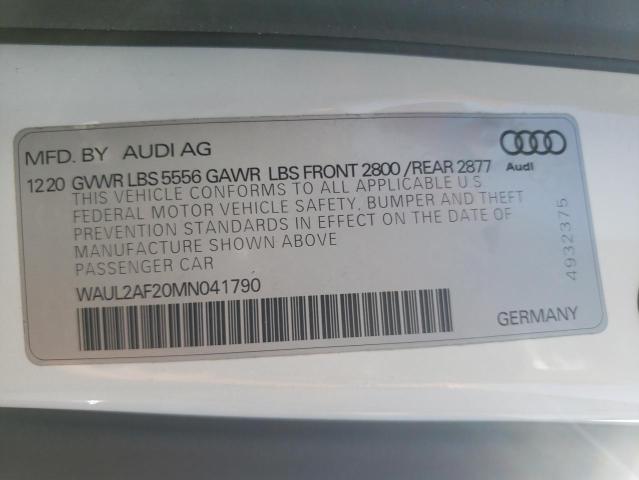 MFD. BY AUDI AG
12 20 GVWR LBS 5556 GAWR LBS FRONT 2800 / REAR 2877
THIS VEHICLE CONFORMS TO ALL APPLICABLE U S
FEDERAL MOTOR VEHICLE SAFETY, BUMPER AND THEFT
PREVENTION STANDARDS IN EFFECT ON THE DATE OF
MANUFACTURE SHOWN ABOVE
PASSENGER CAR
WAUL2AF20MN041790
Audi
4932375
GERMANY